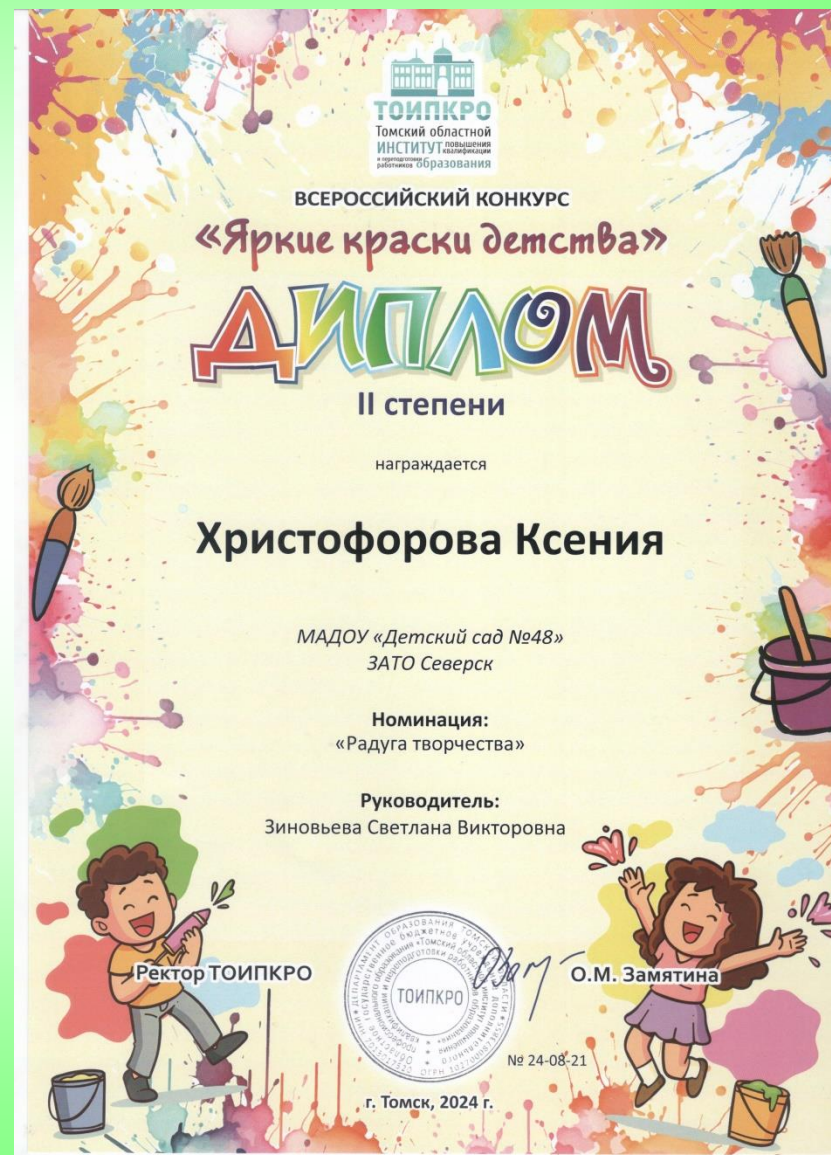 ТОИПКРО
Томский областной
ИНСТИТУТ повышения квалификации
и переподготовки работников образования
ВСЕРОССИЙСКИЙ КОНКУРС
«Яркие краски детства»
ДИПЛОМ
II степени
награждается
Христофорова Ксения
МАДОУ «Детский сад №48»
ЗАТО Северск
Номинация:
«Радуга творчества»
Руководитель:
Зиновьева Светлана Викторовна
Ректор ТОИПКРО
ТОИПКРО
О.М. Замятина
№ 24-08-21
г. Томск, 2024 г.